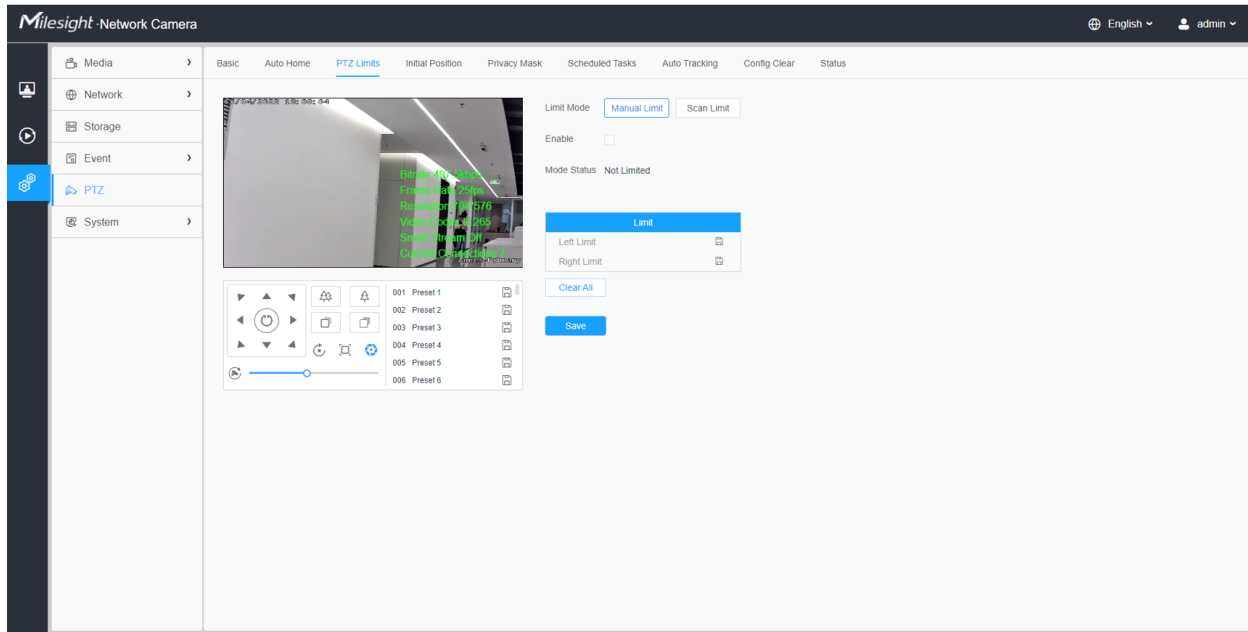 Milesight · Network Camera
English
admin
Media
Network
Storage
Event
PTZ
System
Basic
Auto Home
PTZ Limits
Initial Position
Privacy Mask
Scheduled Tasks
Auto Tracking
Config Clear
Status
Frame Rate 25fps
Resolution 704*576
Smart Stream Off
001 Preset 1
002 Preset 2
003 Preset 3
004 Preset 4
005 Preset 5
006 Preset 6
Limit Mode Manual Limit Scan Limit
Enable
Mode Status Not Limited
Limit
Left Limit
Right Limit
Clear All
Save